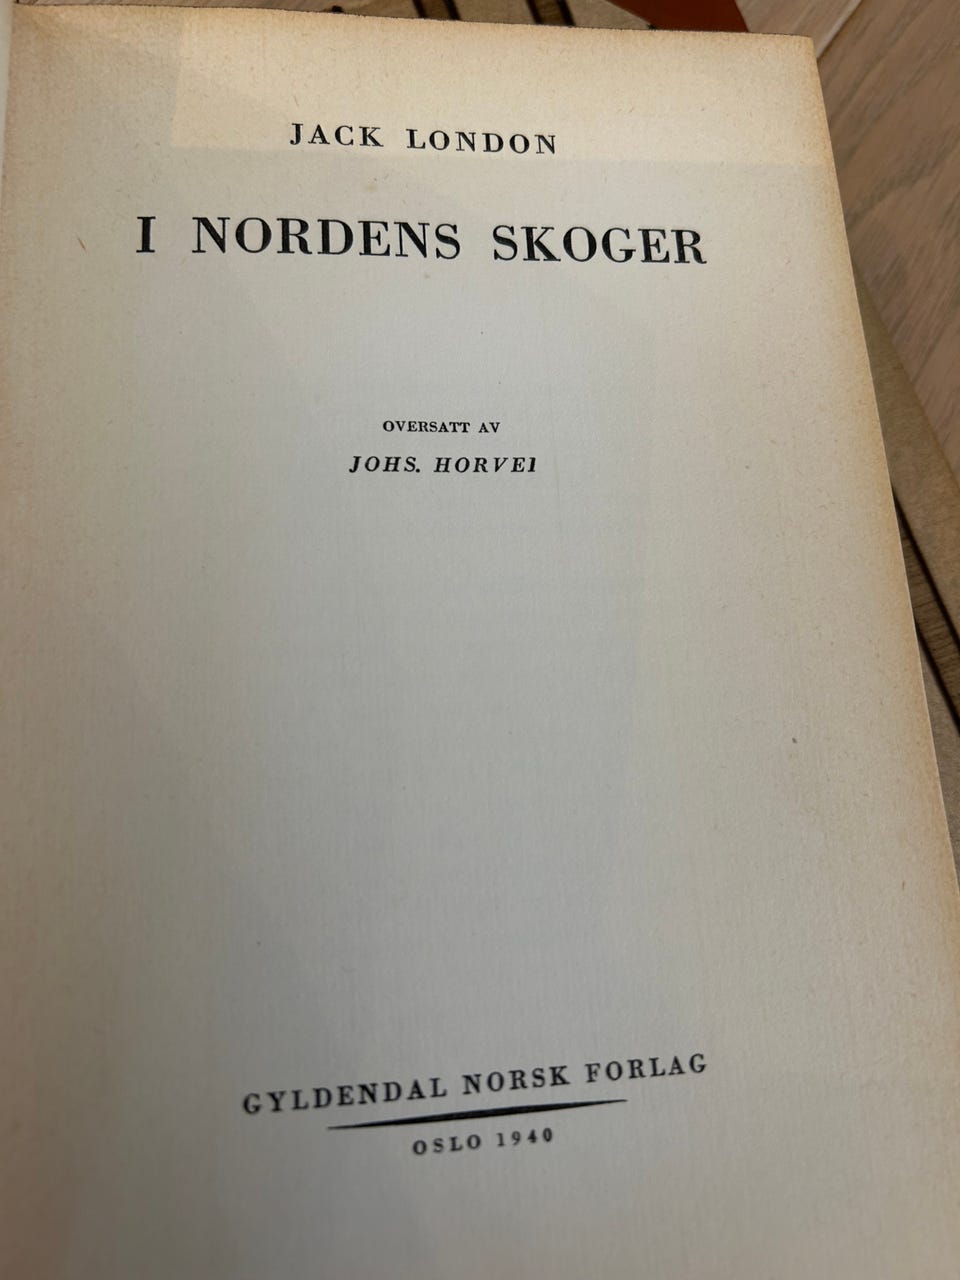 JACK LONDON
I NORDENS SKOGER
OVERSATT AV
JOHS. HORVEI
GYLDENDAL NORSK FORLAG
OSLO 1940